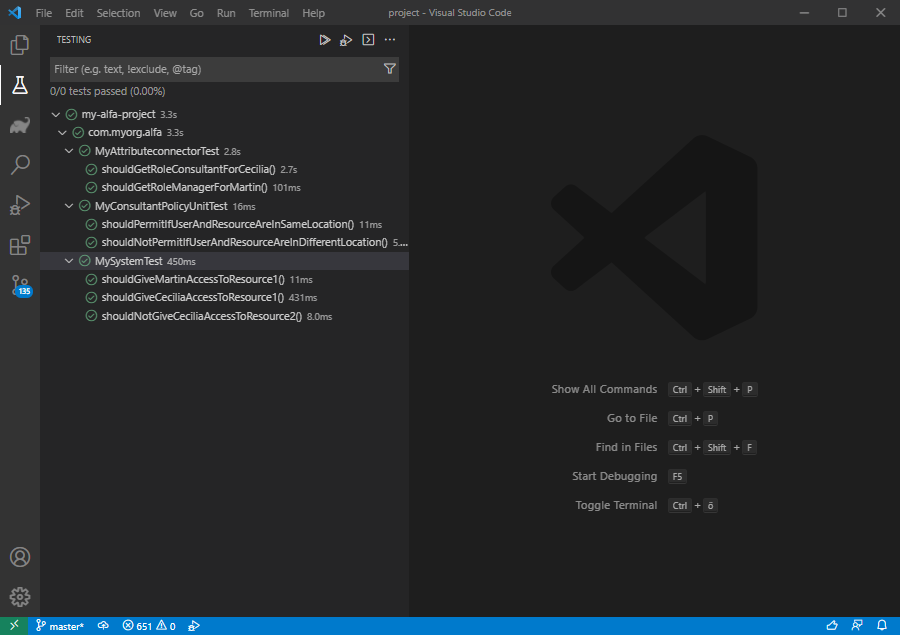 File Edit Selection View Go Run Terminal Help project - Visual Studio Code
TESTING
Filter (e.g. text, !exclude, @tag)
0/0 tests passed (0.00%)
my-alfa-project 3.3s
com.myorg.alfa 3.3s
MyAttributeconnectorTest 2.8s
shouldGetRoleConsultantForCecilia() 2.7s
shouldGetRoleManagerForMartin() 101ms
MyConsultantPolicyUnitTest 16ms
shouldPermitIfUserAndResourceAreInSameLocation() 11ms
shouldNotPermitIfUserAndResourceAreInDifferentLocation() 5....
MySystemTest 450ms
shouldGiveMartinAccessToResource1() 11ms
shouldGiveCeciliaAccessToResource1() 431ms
shouldNotGiveCeciliaAccessToResource2() 8.0ms
135
Show All Commands Ctrl + Shift + P
Go to File Ctrl + P
Find in Files Ctrl + Shift + F
Start Debugging F5
Toggle Terminal Ctrl + ö
master* 651 0